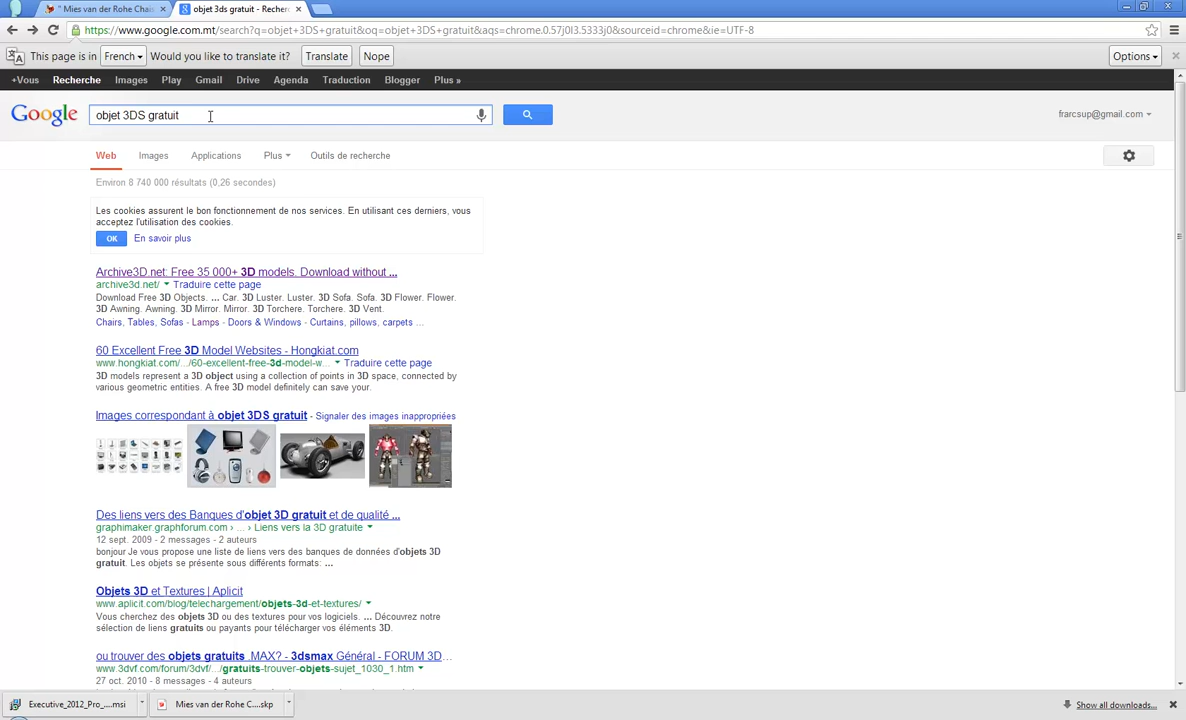 " Mies van der Rohe Chai
objet 3ds gratuit - Recher
https://www.google.com.mt/search?q=objet+3DS+gratuit&oq=objet+3DS+gratuit&aqs=chrome.0.57j0l3.5333j0&sourceid=chrome&ie=UTF-8
This page is in French Would you like to translate it? Translate Nope Options
+Vous Recherche Images Play Gmail Drive Agenda Traduction Blogger Plus »
Google objet 3DS gratuit frarcsup@gmail.com
Web Images Applications Plus Outils de recherche
Environ 8 740 000 résultats (0,26 secondes)
Les cookies assurent le bon fonctionnement de nos services. En utilisant ces derniers, vous
acceptez l'utilisation des cookies.
OK En savoir plus
Archive3D.net: Free 35 000+ 3D models. Download without ...
archive3d.net/ Traduire cette page
Download Free 3D Objects. ... Car. 3D Luster. Luster. 3D Sofa. Sofa. 3D Flower. Flower.
3D Awning. Awning. 3D Mirror. Mirror. 3D Torchere. Torchere. 3D Vent.
Chairs, Tables, Sofas - Lamps - Doors & Windows - Curtains, pillows, carpets ...
60 Excellent Free 3D Model Websites - Hongkiat.com
www.hongkiat.com/.../60-excellent-free-3d-model-w... Traduire cette page
3D models represent a 3D object using a collection of points in 3D space, connected by
various geometric entities. A free 3D model definitely can save your.
Images correspondant à objet 3DS gratuit - Signaler des images inappropriées
Des liens vers des Banques d'objet 3D gratuit et de qualité ...
graphimaker.graphforum.com › ... › Liens vers la 3D gratuite
12 sept. 2009 - 2 messages - 2 auteurs
bonjour Je vous propose une liste de liens vers des banques de données d'objets 3D
gratuit. Les objets se présente sous différents formats: ...
Objets 3D et Textures | Aplicit
www.aplicit.com/blog/telechargement/objets-3d-et-textures/
Vous cherchez des objets 3D ou des textures pour vos logiciels. ... Découvrez notre
sélection de liens gratuits ou payants pour télécharger vos éléments 3D.
ou trouver des objets gratuits .MAX? - 3dsmax Général - FORUM 3D...
www.3dvf.com/forum/3dvf/.../gratuits-trouver-objets-sujet_1030_1.htm
27 oct. 2010 - 8 messages - 4 auteurs
Executive_2012_Pro_....msi
Mies van der Rohe C....skp
Show all downloads...